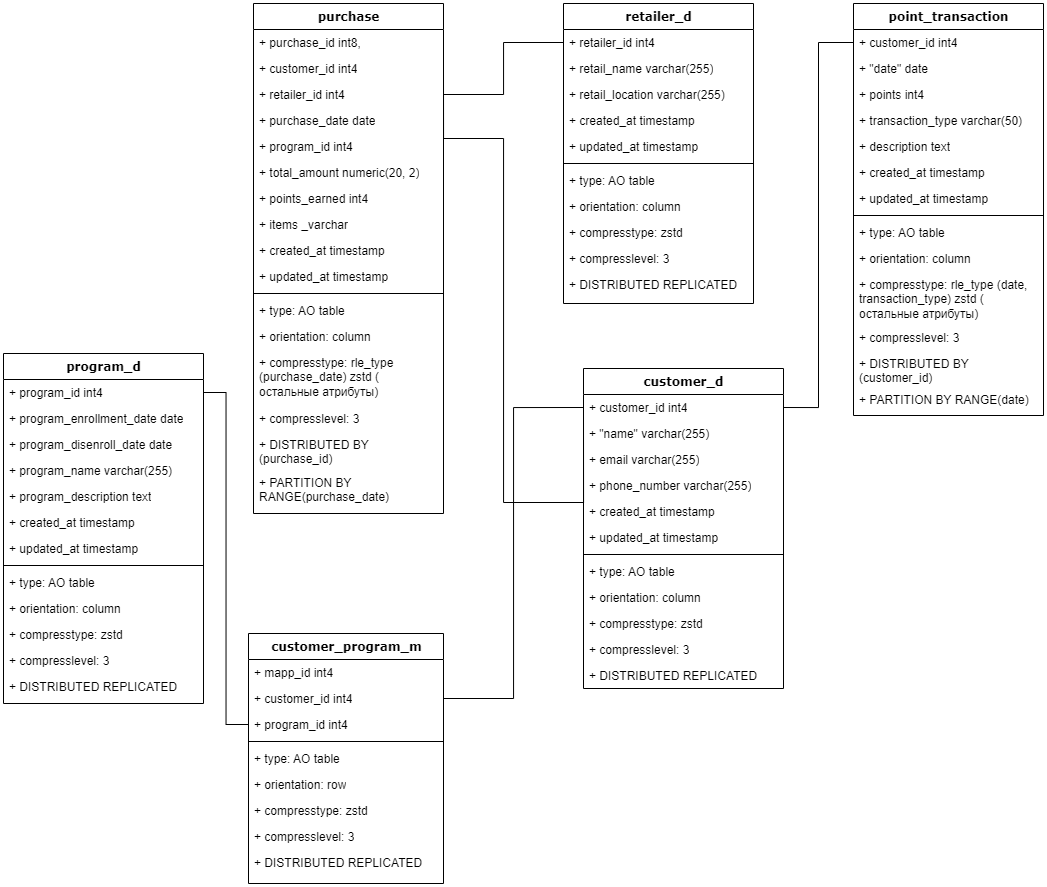 purchase
+ purchase_id int8,
+ customer_id int4
+ retailer_id int4
+ purchase_date date
+ program_id int4
+ total_amount numeric(20, 2)
+ points_earned int4
+ items _varchar
+ created_at timestamp
+ updated_at timestamp
+ type: AO table
+ orientation: column
+ compresstype: rle_type
(purchase_date) zstd (
остальные атрибуты)
+ compresslevel: 3
+ DISTRIBUTED BY
(purchase_id)
+ PARTITION BY
RANGE(purchase_date)
retailer_d
+ retailer_id int4
+ retail_name varchar(255)
+ retail_location varchar(255)
+ created_at timestamp
+ updated_at timestamp
+ type: AO table
+ orientation: column
+ compresstype: zstd
+ compresslevel: 3
+ DISTRIBUTED REPLICATED
point_transaction
+ customer_id int4
+ "date" date
+ points int4
+ transaction_type varchar(50)
+ description text
+ created_at timestamp
+ updated_at timestamp
+ type: AO table
+ orientation: column
+ compresstype: rle_type (date,
transaction_type) zstd (
остальные атрибуты)
+ compresslevel: 3
+ DISTRIBUTED BY
(customer_id)
+ PARTITION BY RANGE(date)
program_d
+ program_id int4
+ program_enrollment_date date
+ program_disenroll_date date
+ program_name varchar(255)
+ program_description text
+ created_at timestamp
+ updated_at timestamp
+ type: AO table
+ orientation: column
+ compresstype: zstd
+ compresslevel: 3
+ DISTRIBUTED REPLICATED
customer_d
+ customer_id int4
+ "name" varchar(255)
+ email varchar(255)
+ phone_number varchar(255)
+ created_at timestamp
+ updated_at timestamp
+ type: AO table
+ orientation: column
+ compresstype: zstd
+ compresslevel: 3
+ DISTRIBUTED REPLICATED
customer_program_m
+ mapp_id int4
+ customer_id int4
+ program_id int4
+ type: AO table
+ orientation: row
+ compresstype: zstd
+ compresslevel: 3
+ DISTRIBUTED REPLICATED